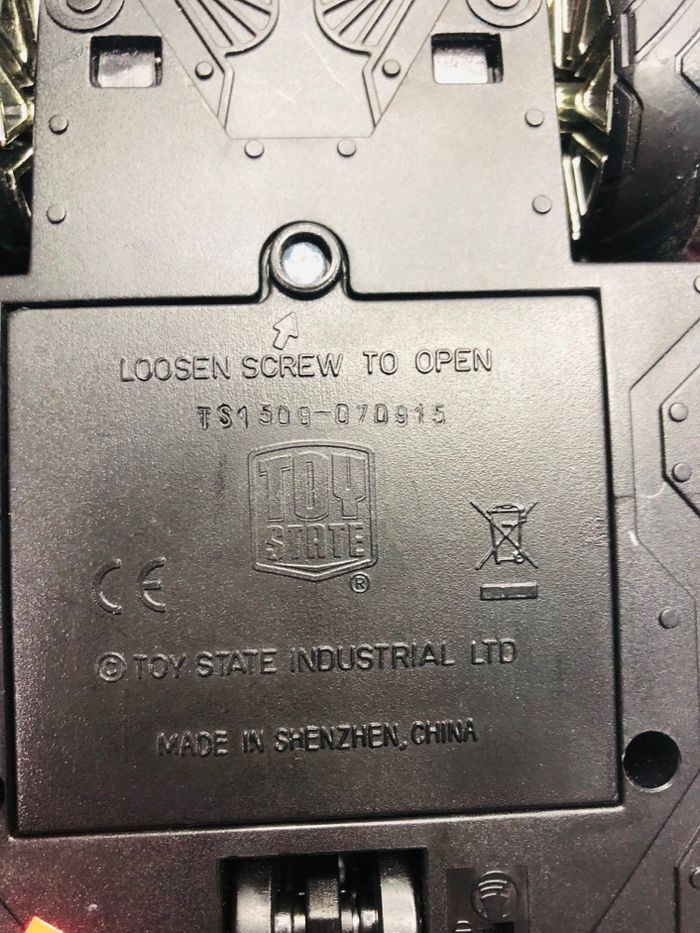 LOOSEN SCREW TO OPEN
TS1509-070915
TOY
STATE
®
CE
© TOY STATE INDUSTRIAL LTD
MADE IN SHENZHEN, CHINA